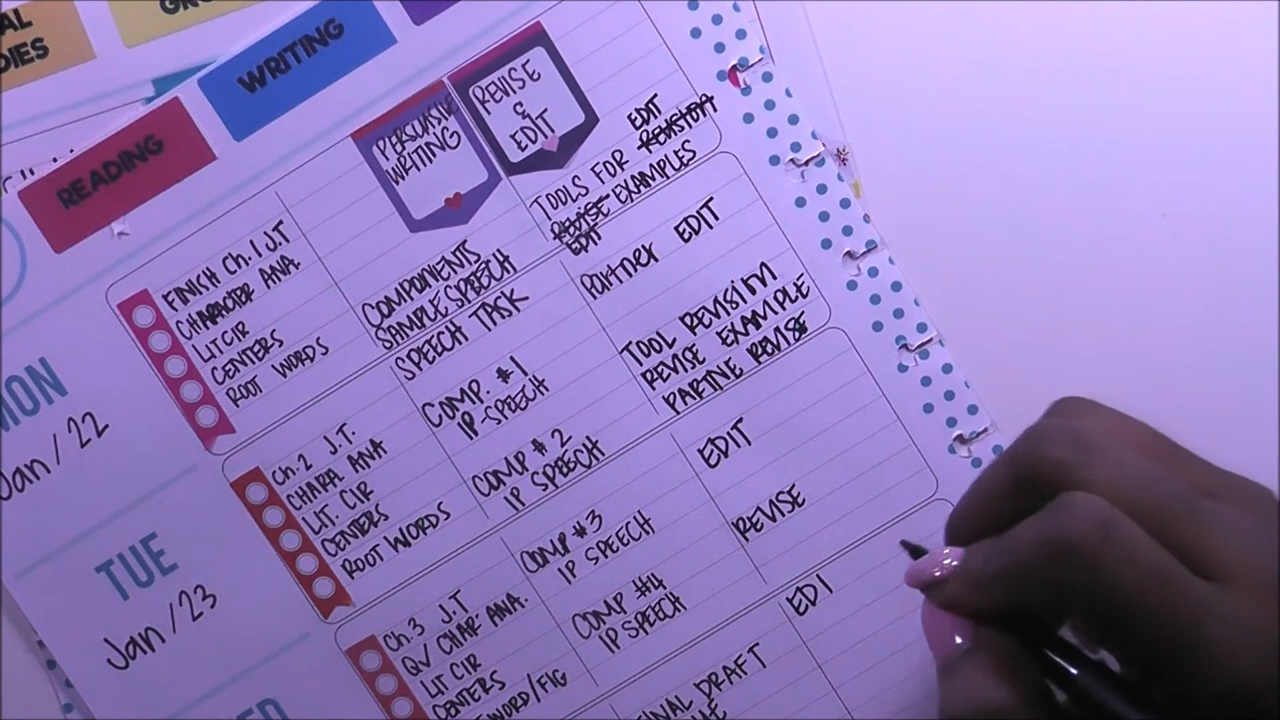 WRITING
READING
PERSUASIVE
WRITING
REVISE
&
EDIT
EDIT
TOOLS FOR REVISION
REVISE EXAMPLES
EDIT
Partner EDIT
TOOL REVISION
REVISE EXAMPLE
PARTNE REVISE
EDIT
REVISE
EDI
COMPONENTS
SAMPLE SPEECH
SPEECH TASK
COMP. #1
IP-SPEECH
COMP #2
IP SPEECH
COMP #3
IP SPEECH
COMP #4
IP SPEECH
MON
Jan/22
FINISH Ch.1 J.T
CHARACTER ANA.
LIT CIR
CENTERS
ROOT WORDS
TUE
Jan/23
Ch.2 J.T.
CHARA ANA
LIT. CIR
CENTERS
ROOT WORDS
Ch.3 J.T
CHAR ANA.
LIT CIR
CENTERS
WORD/FIG
DRAFT